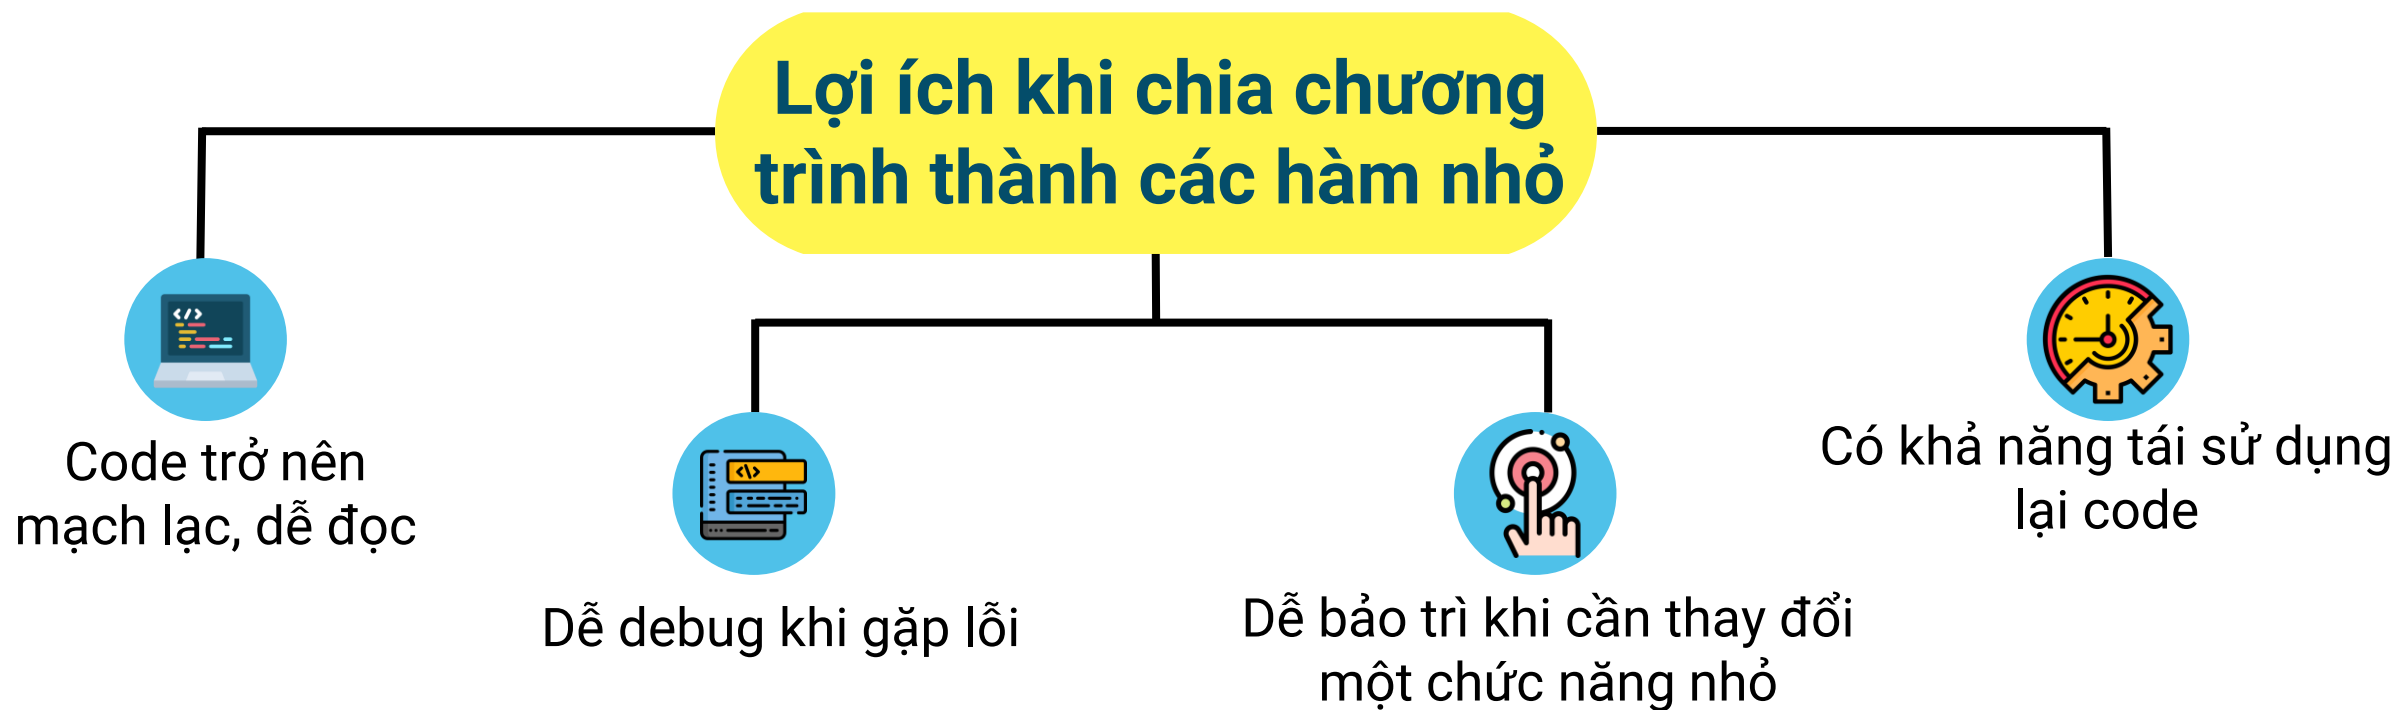 Lợi ích khi chia chương
trình thành các hàm nhỏ
Code trở nên
mạch lạc, dễ đọc
Dễ debug khi gặp lỗi
Dễ bảo trì khi cần thay đổi
một chức năng nhỏ
Có khả năng tái sử dụng
lại code